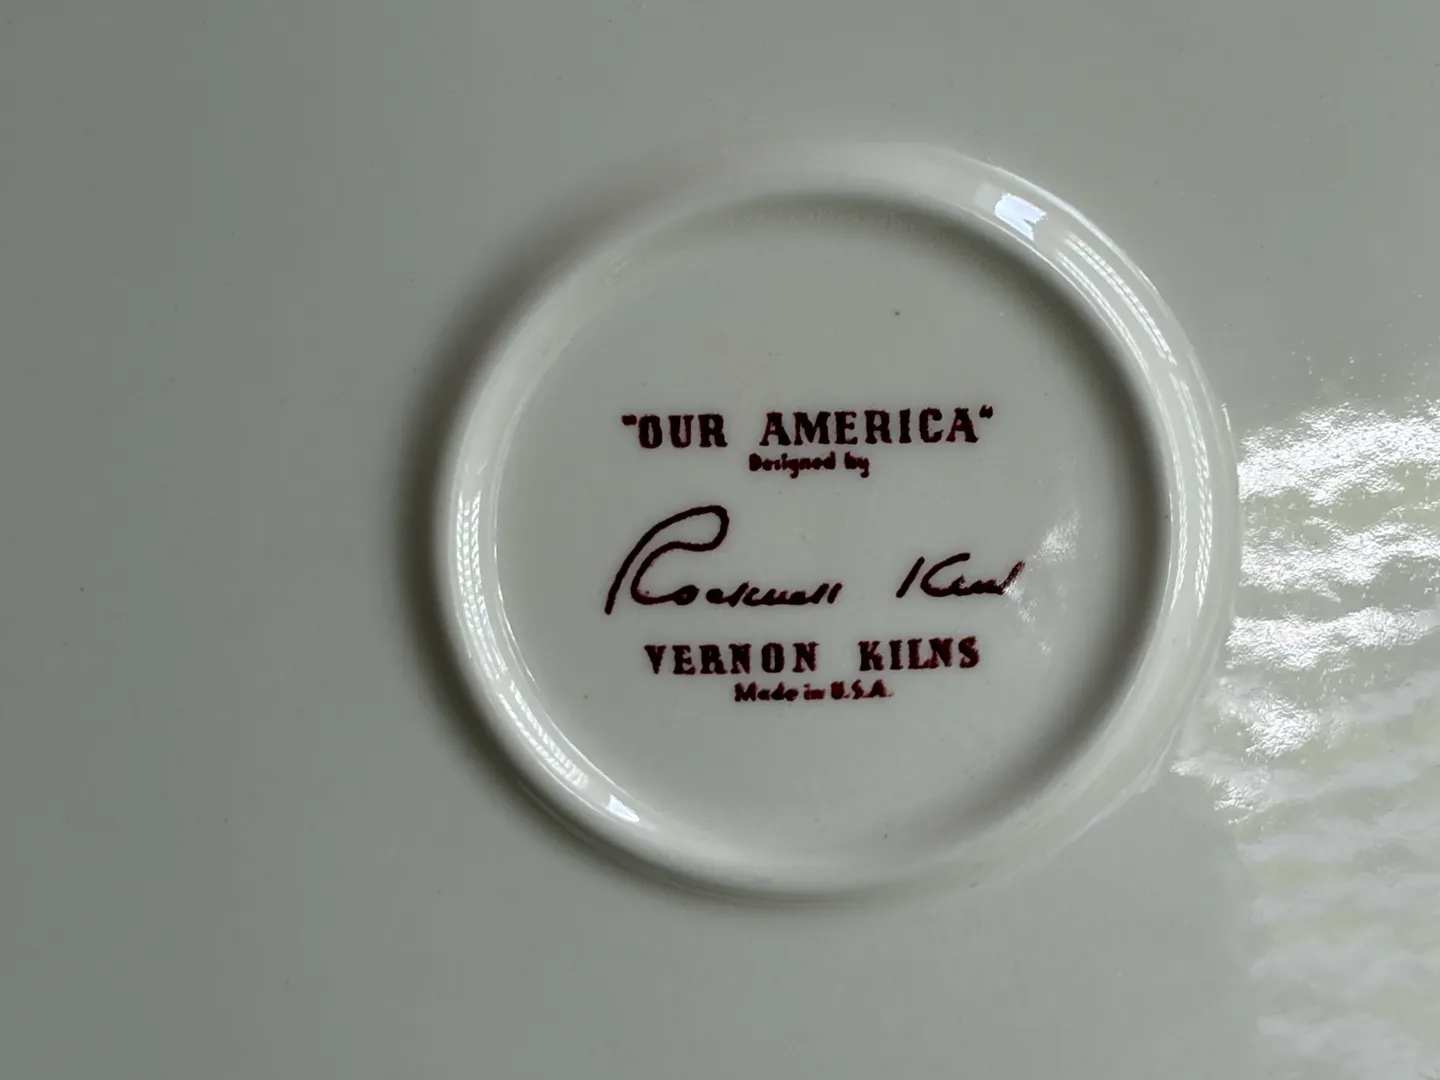 "OUR AMERICA"
Designed by
Rockwell Kent
VERNON KILNS
Made in U.S.A.